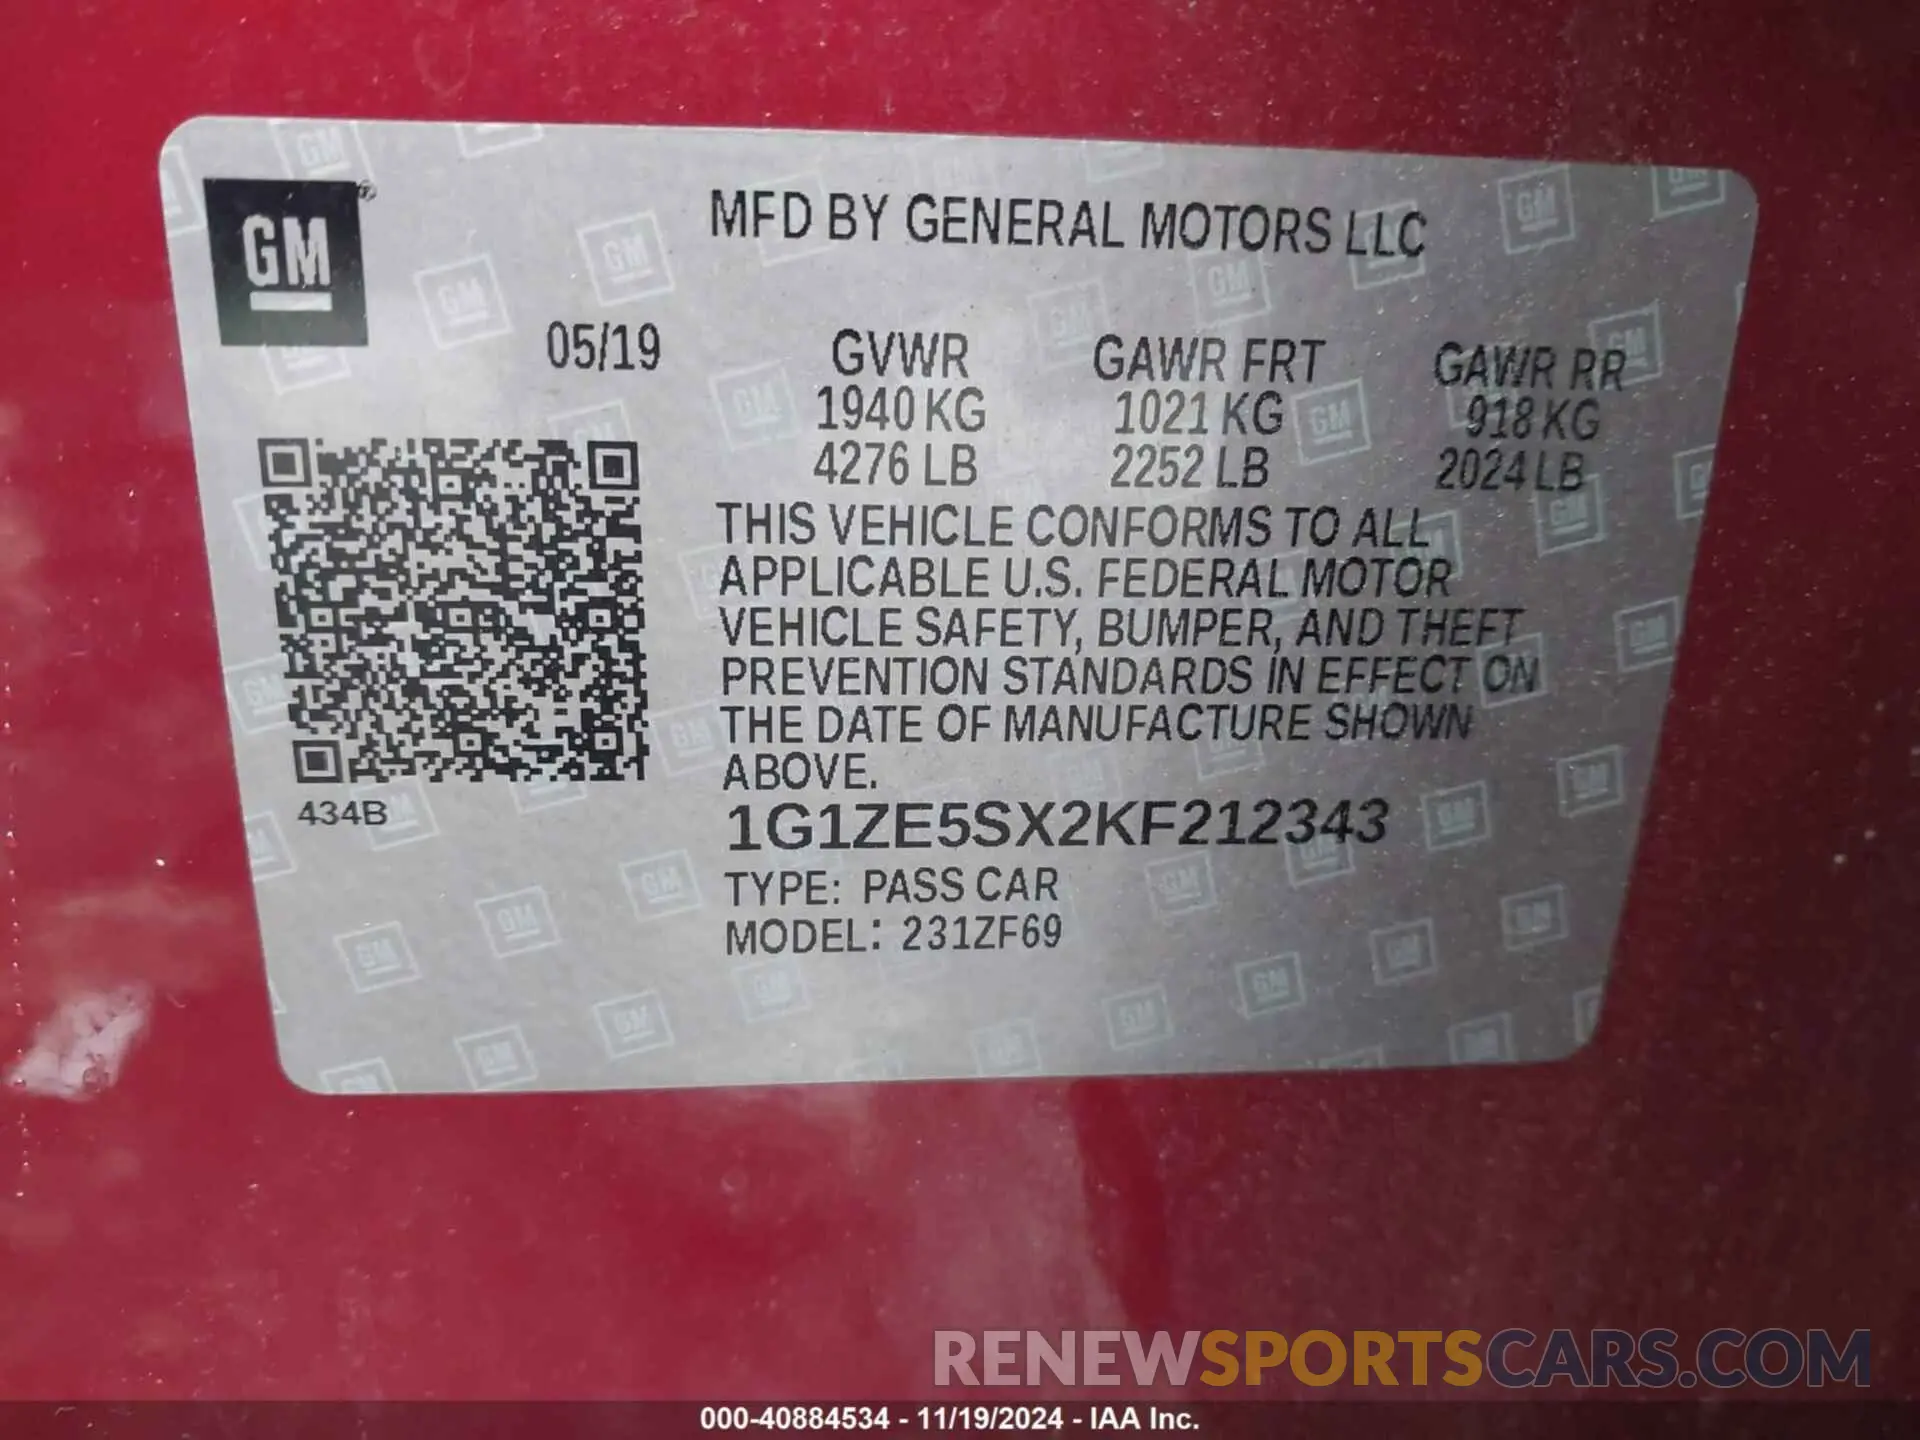 GM®
MFD BY GENERAL MOTORS LLC
05/19 GVWR GAWR FRT GAWR RR
1940 KG 1021 KG 918 KG
4276 LB 2252 LB 2024 LB
THIS VEHICLE CONFORMS TO ALL
APPLICABLE U.S. FEDERAL MOTOR
VEHICLE SAFETY, BUMPER, AND THEFT
PREVENTION STANDARDS IN EFFECT ON
THE DATE OF MANUFACTURE SHOWN
ABOVE.
434B
1G1ZE5SX2KF212343
TYPE: PASS CAR
MODEL: 231ZF69
RENEWSPORTSCARS.COM
000-40884534 - 11/19/2024 - IAA Inc.